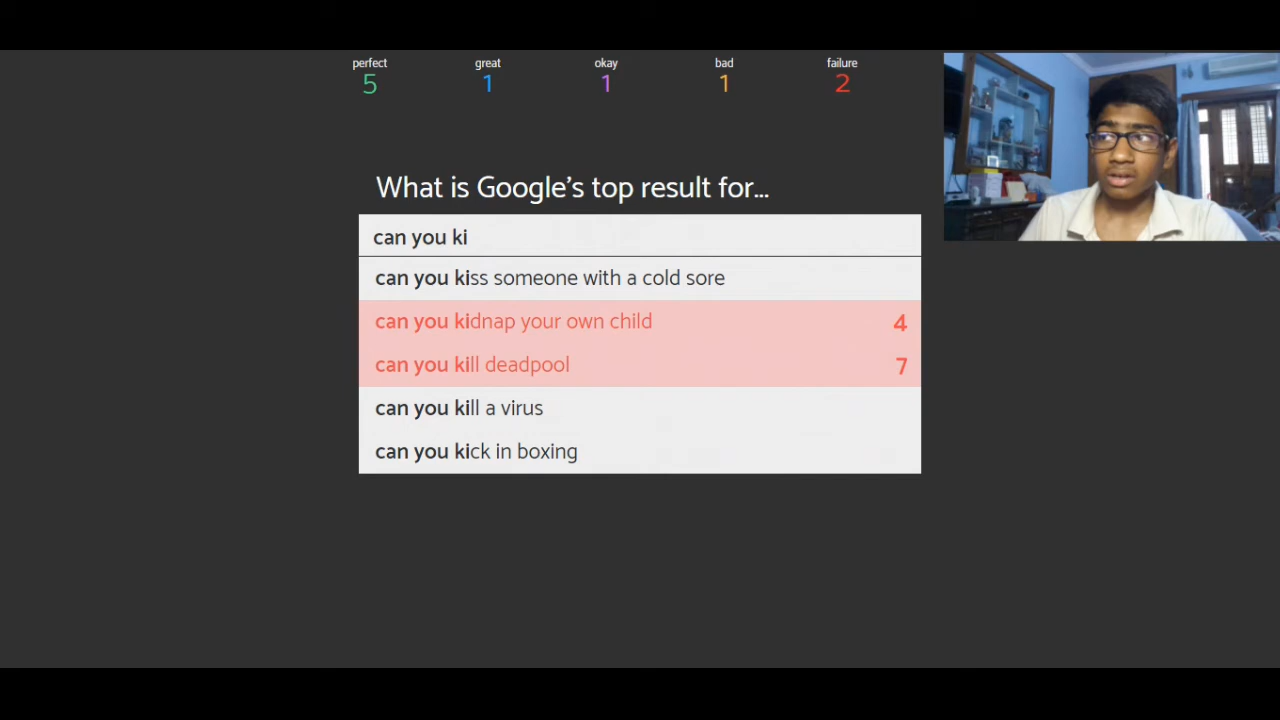 perfect great okay bad failure
5 1 1 1 2
What is Google's top result for...
can you ki
can you kiss someone with a cold sore
can you kidnap your own child 4
can you kill deadpool 7
can you kill a virus
can you kick in boxing